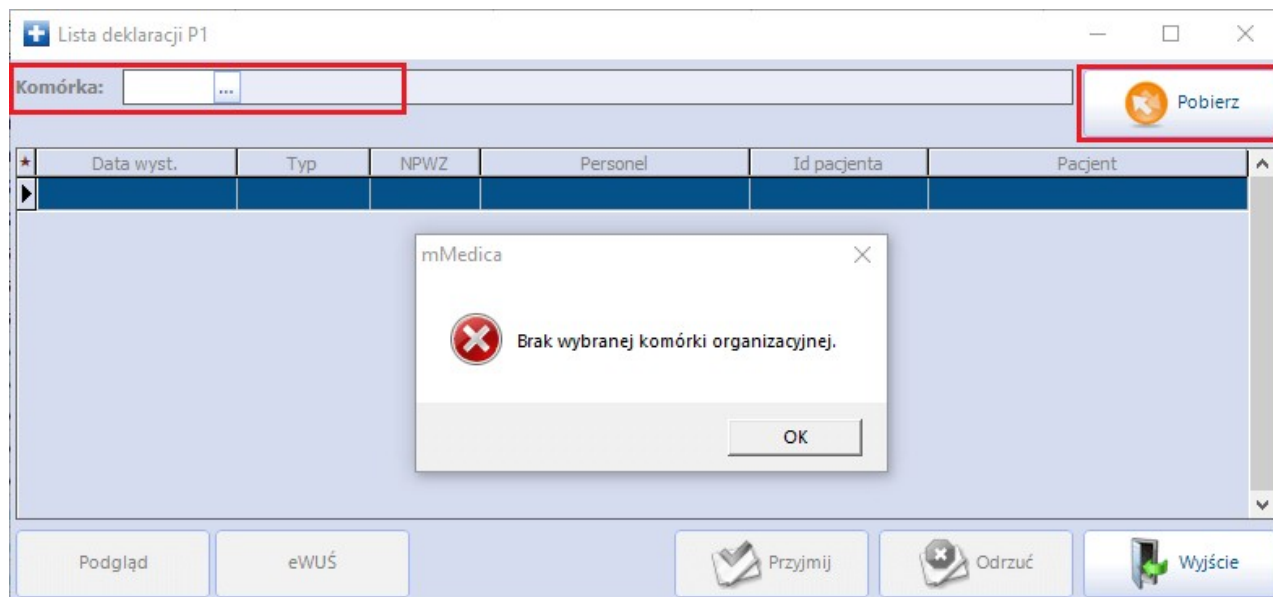 Lista deklaracji P1
Komórka:
...
Pobierz
Data wyst. Typ NPWZ Personel Id pacjenta Pacjent
mMedica
Brak wybranej komórki organizacyjnej.
OK
Podgląd eWUŚ Przyjmij Odrzuć Wyjście